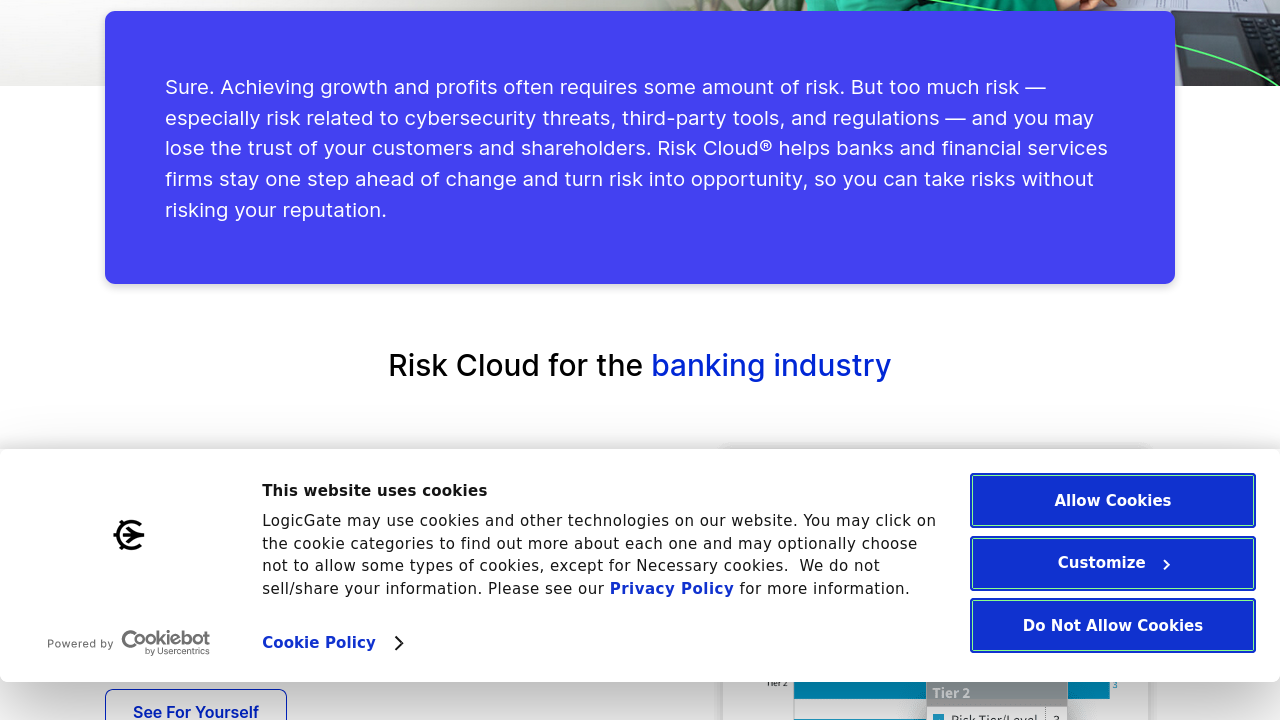 Sure. Achieving growth and profits often requires some amount of risk. But too much risk —
especially risk related to cybersecurity threats, third-party tools, and regulations — and you may
lose the trust of your customers and shareholders. Risk Cloud® helps banks and financial services
firms stay one step ahead of change and turn risk into opportunity, so you can take risks without
risking your reputation.
Risk Cloud for the banking industry
This website uses cookies
LogicGate may use cookies and other technologies on our website. You may click on
the cookie categories to find out more about each one and may optionally choose
not to allow some types of cookies, except for Necessary cookies.  We do not
sell/share your information. Please see our Privacy Policy for more information.
Cookie Policy
Powered by Cookiebot
by Usercentrics
Allow Cookies
Customize
Do Not Allow Cookies
See For Yourself
Tier 2
3
Tier 2
Risk Tier/Level 3